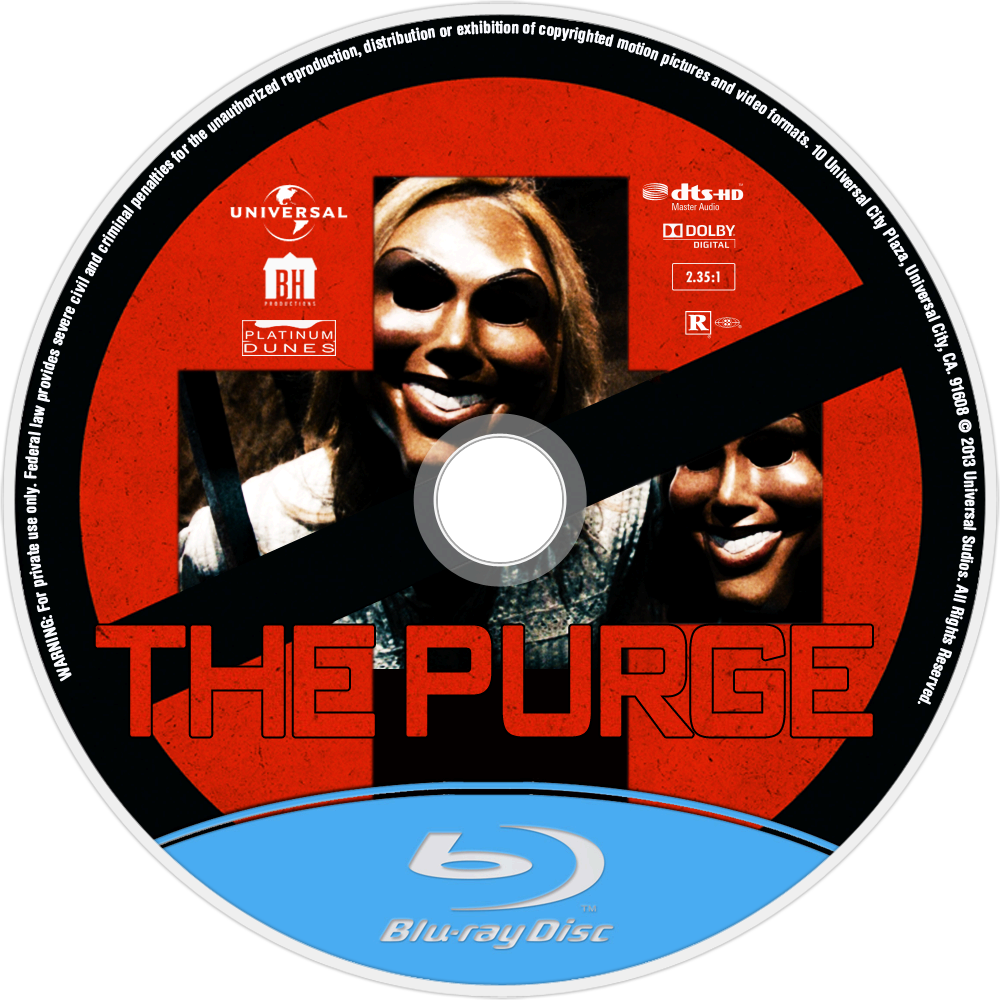 WARNING: For private use only. Federal law provides severe civil and criminal penalties for the unauthorized reproduction, distribution or exhibition of copyrighted motion pictures and video formats. 10 Universal City Plaza, Universal City, CA. 91608 © 2013 Universal Sudios. All Rights Reserved.
UNIVERSAL
BH
PRODUCTIONS
PLATINUM
DUNES
dts-HD
Master Audio
DOLBY
DIGITAL
2.35:1
R
THE PURGE
Blu-ray Disc
TM